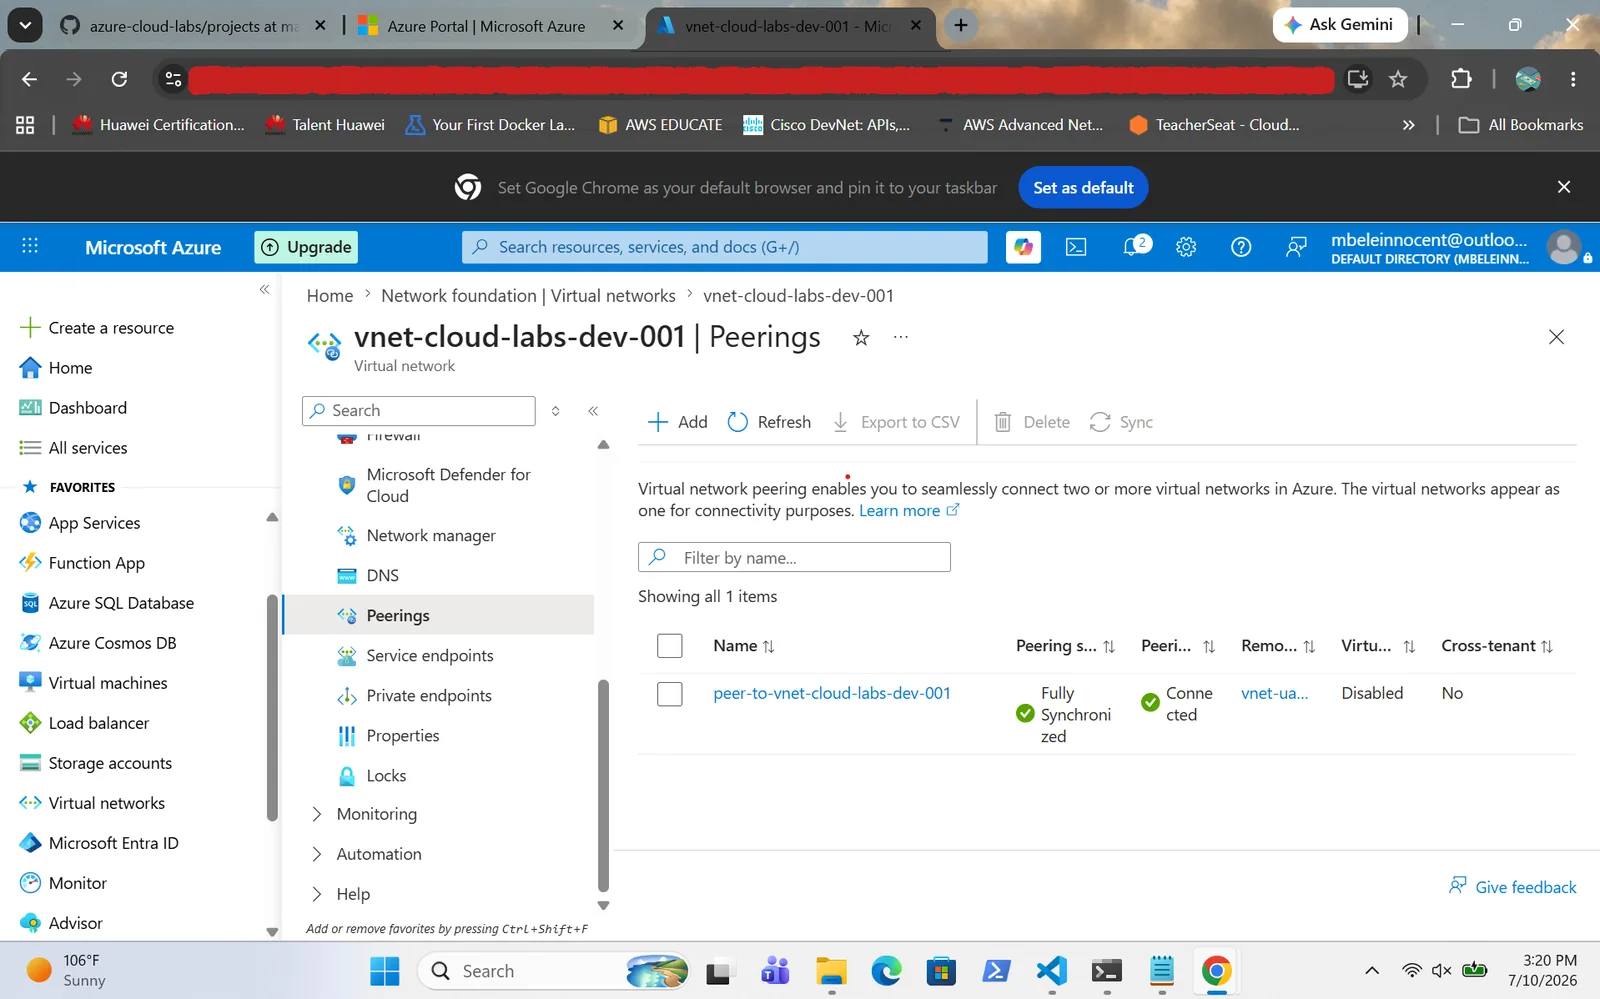 azure-cloud-labs/projects at ma
Azure Portal | Microsoft Azure
vnet-cloud-labs-dev-001 - Micr
Ask Gemini
Huawei Certification...
Talent Huawei
Your First Docker La...
AWS EDUCATE
Cisco DevNet: APIs,...
AWS Advanced Net...
TeacherSeat - Cloud...
All Bookmarks
Set Google Chrome as your default browser and pin it to your taskbar
Set as default
Microsoft Azure
Upgrade
Search resources, services, and docs (G+/)
2
mbeleinnocent@outloo...
DEFAULT DIRECTORY (MBELEINN...
Create a resource
Home
Dashboard
All services
FAVORITES
App Services
Function App
Azure SQL Database
Azure Cosmos DB
Virtual machines
Load balancer
Storage accounts
Virtual networks
Microsoft Entra ID
Monitor
Advisor
Home > Network foundation | Virtual networks > vnet-cloud-labs-dev-001
vnet-cloud-labs-dev-001 | Peerings
Virtual network
Search
Firewall
Microsoft Defender for
Cloud
Network manager
DNS
Peerings
Service endpoints
Private endpoints
Properties
Locks
Monitoring
Automation
Help
Add or remove favorites by pressing Ctrl+Shift+F
Add
Refresh
Export to CSV
Delete
Sync
Virtual network peering enables you to seamlessly connect two or more virtual networks in Azure. The virtual networks appear as
one for connectivity purposes. Learn more
Filter by name...
Showing all 1 items
Name
Peering s...
Peeri...
Remo...
Virtu...
Cross-tenant
peer-to-vnet-cloud-labs-dev-001
Fully
Synchroni
zed
Conne
cted
vnet-ua...
Disabled
No
Give feedback
106°F
Sunny
Search
3:20 PM
7/10/2026